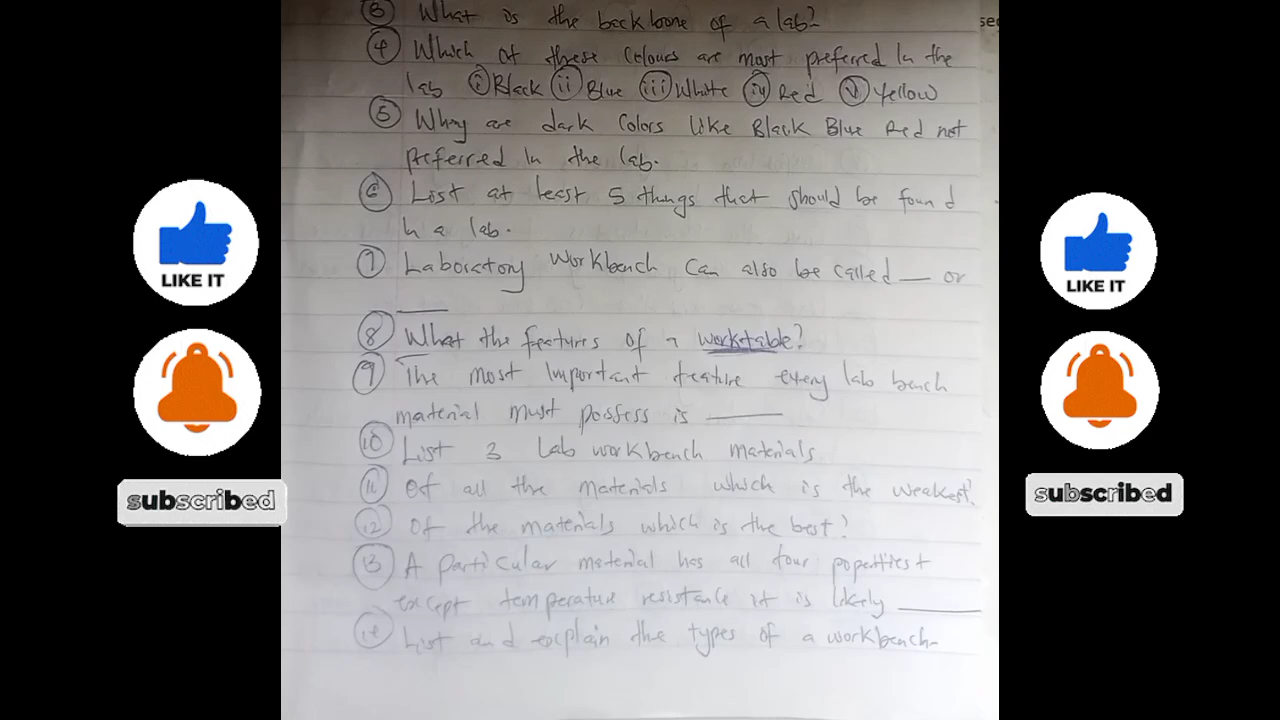 ③ What is the backbone of a lab?
④ Which of these Colours are most preferred In the
lab ⓘ Black ⓘⓘ Blue ⓘⓘⓘ White ⓘⓥ Red ⓥ Yellow
⑤ Why are dark Colors like Black Blue Red not
preferred In the lab.
⑥ List at least 5 things that should be found
In a lab.
⑦ Laboratory Workbench Can also be called __ or
__
⑧ What the features of a worktable?
⑨ The most Important feature every lab bench
material must possess is ____
⑩ List 3 Lab workbench materials
⑪ Of all the materials which is the weakest?
⑫ Of the materials which is the best?
⑬ A particular material has all four poperties +
except temperature resistance it is likely ____
⑭ List and explain the types of a workbench-
LIKE IT
subscribed
LIKE IT
subscribed